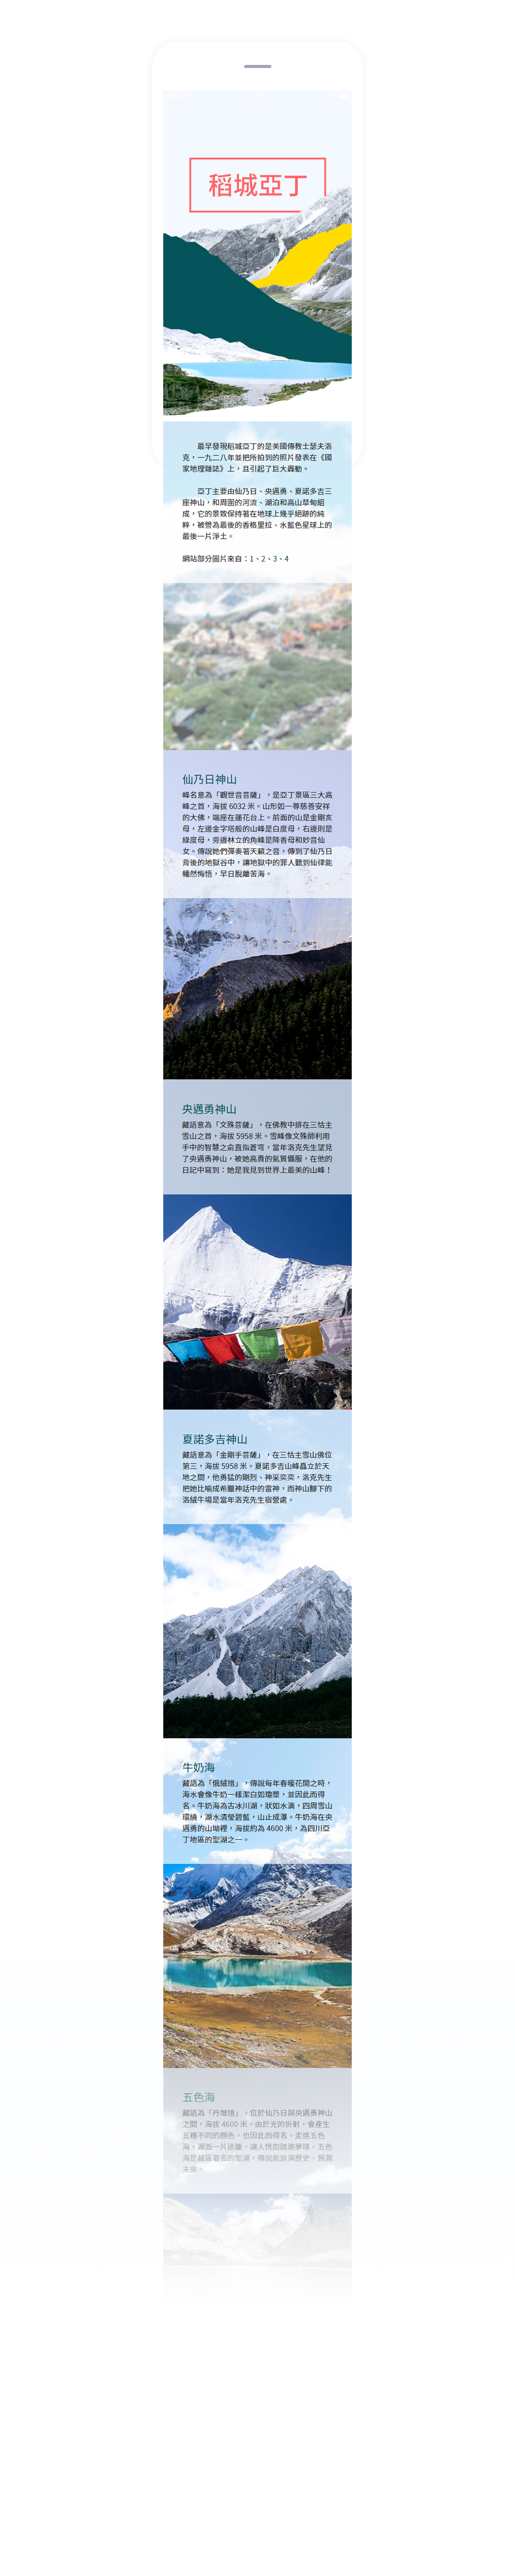 稻城亞丁
最早發現稻城亞丁的是美國傳教士瑟夫洛
克，一九二八年並把所拍到的照片發表在《國
家地理雜誌》上，且引起了巨大轟動。
亞丁主要由仙乃日、央邁勇、夏諾多吉三
座神山，和周圍的河流、湖泊和高山草甸組
成，它的景致保持著在地球上幾乎絕跡的純
粹，被譽為最後的香格里拉、水藍色星球上的
最後一片淨土。
網站部分圖片來自：1、2、3、4
仙乃日神山
峰名意為「觀世音菩薩」，是亞丁景區三大高
峰之首，海拔 6032 米。山形如一尊慈善安祥
的大佛，端座在蓮花台上。前面的山是金剛亥
母，左邊金字塔般的山峰是白度母，右邊則是
綠度母，旁邊林立的角峰是降香母和妙音仙
女。傳說她們彈奏著天籟之音，傳到了仙乃日
背後的地獄谷中，讓地獄中的罪人聽到仙律能
幡然悔悟，早日脫離苦海。
央邁勇神山
藏語意為「文殊菩薩」，在佛教中排在三怙主
雪山之首，海拔 5958 米。雪峰像文殊師利用
手中的智慧之俞直指蒼穹，當年洛克先生望見
了央邁勇神山，被她高貴的氣質儡服，在他的
日記中寫到：她是我見到世界上最美的山峰！
夏諾多吉神山
藏語意為「金剛手菩薩」，在三怙主雪山佛位
第三，海拔 5958 米。夏諾多吉山峰矗立於天
地之間，他勇猛的剛烈、神采奕奕，洛克先生
把她比喻成希臘神話中的雷神，而神山腳下的
洛絨牛場是當年洛克先生宿營處。
牛奶海
藏語為「俄絨措」，傳說每年春暖花開之時，
海水會像牛奶一樣潔白如瓊漿，並因此而得
名。牛奶海為古冰川湖，狀如水滴，四周雪山
環繞，湖水清瑩碧藍，山止成瀑。牛奶海在央
邁勇的山坳裡，海拔約為 4600 米，為四川亞
丁地區的聖湖之一。
五色海
藏語為「丹增措」，位於仙乃日與央邁勇神山
之間，海拔 4600 米。由於光的折射，會產生
五種不同的顏色，也因此而得名。走進五色
海，湖面一片迷離，讓人恍如踏進夢境。五色
海是藏區著名的聖湖，傳說能返演歷史，預測
未來。